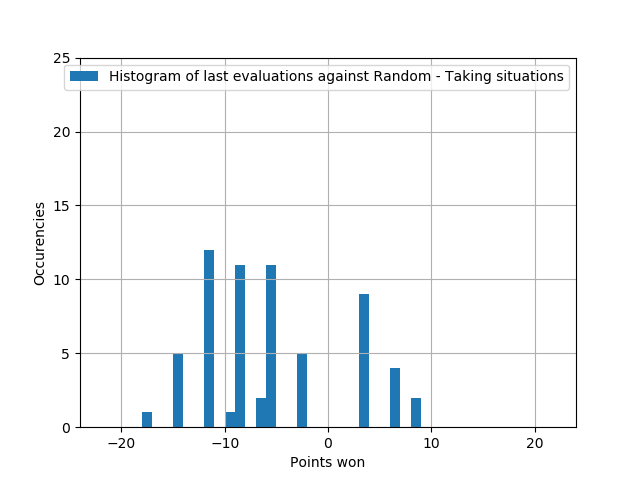 Histogram of last evaluations against Random - Taking situations
25
20
15
10
5
0
Occurencies
−20 −10 0 10 20
Points won